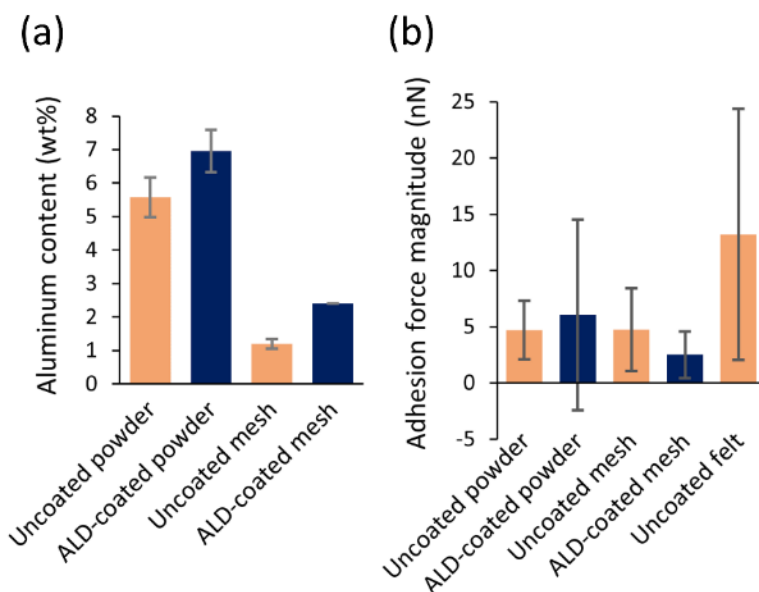 (a)
Aluminum content (wt%)
8
7
6
5
4
3
2
1
0
Uncoated powder
ALD-coated powder
Uncoated mesh
ALD-coated mesh
(b)
Adhesion force magnitude (nN)
25
20
15
10
5
0
-5
Uncoated powder
ALD-coated powder
Uncoated mesh
ALD-coated mesh
Uncoated felt